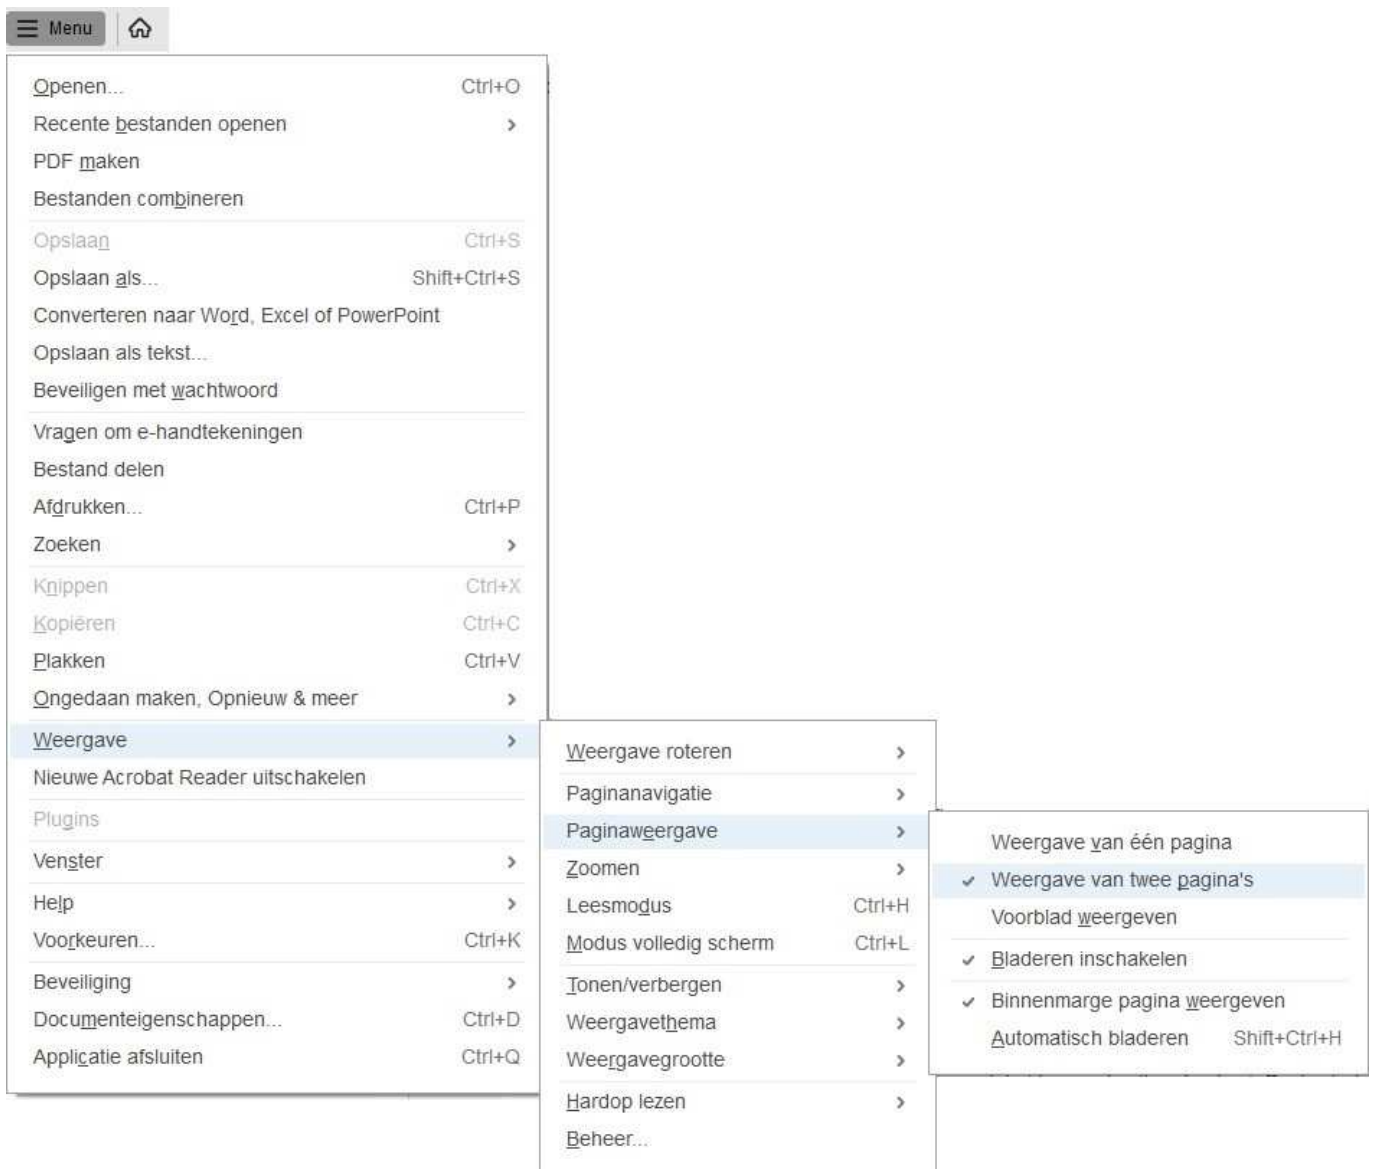 Menu
Openen... Ctrl+O
Recente bestanden openen
PDF maken
Bestanden combineren
Opslaan Ctrl+S
Opslaan als... Shift+Ctrl+S
Converteren naar Word, Excel of PowerPoint
Opslaan als tekst...
Beveiligen met wachtwoord
Vragen om e-handtekeningen
Bestand delen
Afdrukken... Ctrl+P
Zoeken
Knippen Ctrl+X
Kopiëren Ctrl+C
Plakken Ctrl+V
Ongedaan maken, Opnieuw & meer
Weergave
Nieuwe Acrobat Reader uitschakelen
Plugins
Venster
Help
Voorkeuren... Ctrl+K
Beveiliging
Documenteigenschappen... Ctrl+D
Applicatie afsluiten Ctrl+Q
Weergave roteren
Paginanavigatie
Paginaweergave
Zoomen
Leesmodus Ctrl+H
Modus volledig scherm Ctrl+L
Tonen/verbergen
Weergavethema
Weergavegrootte
Hardop lezen
Beheer...
Weergave van één pagina
Weergave van twee pagina's
Voorblad weergeven
Bladeren inschakelen
Binnenmarge pagina weergeven
Automatisch bladeren Shift+Ctrl+H